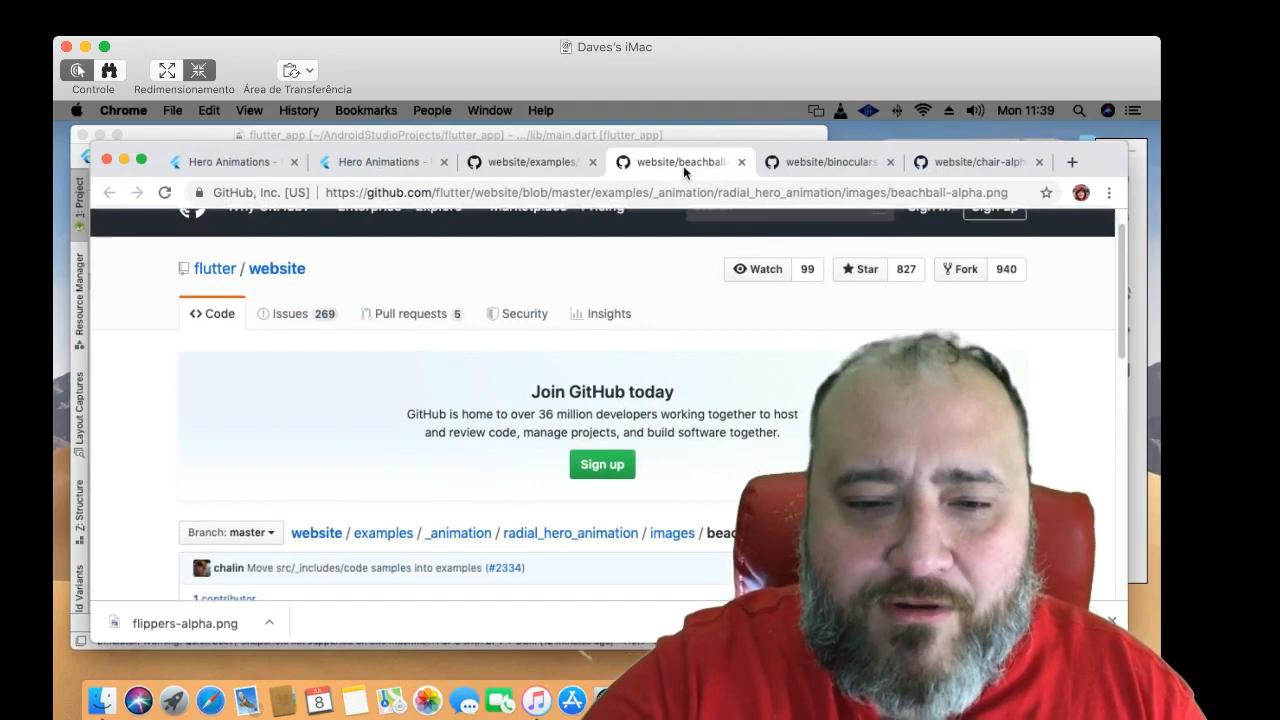 Daves's iMac
Controle
Redimensionamento
Área de Transferência
Chrome File Edit View History Bookmarks People Window Help
Mon 11:39
flutter_app [~/AndroidStudioProjects/flutter_app] - .../lib/main.dart [flutter_app]
Hero Animations -
Hero Animations -
website/examples/
website/beachball-
website/binoculars
website/chair-alph
GitHub, Inc. [US] https://github.com/flutter/website/blob/master/examples/_animation/radial_hero_animation/images/beachball-alpha.png
1: Project
Resource Manager
Layout Captures
Z: Structure
ld Variants
flutter / website
Watch 99
Star 827
Fork 940
Code
Issues 269
Pull requests 5
Security
Insights
Join GitHub today
GitHub is home to over 36 million developers working together to host
and review code, manage projects, and build software together.
Sign up
Branch: master
website / examples / _animation / radial_hero_animation / images / beac
chalin Move src/_includes/code samples into examples (#2334)
1 contributor
flippers-alpha.png
JUL
8